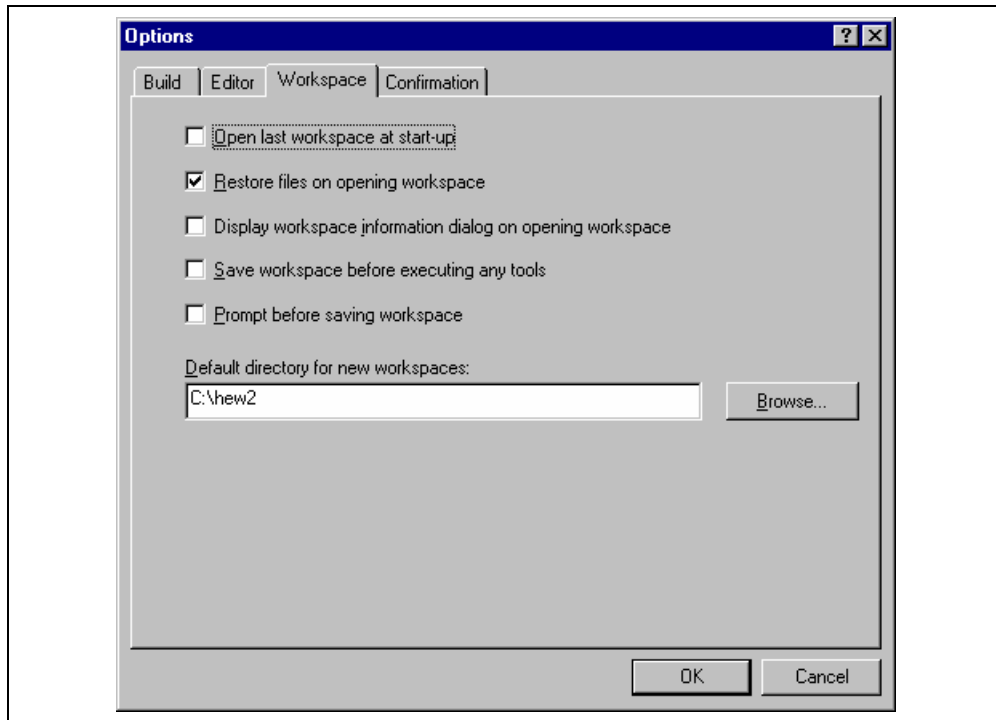 Options
Build Editor Workspace Confirmation
Open last workspace at start-up
Restore files on opening workspace
Display workspace information dialog on opening workspace
Save workspace before executing any tools
Prompt before saving workspace
Default directory for new workspaces:
C:\hew2 Browse...
OK Cancel